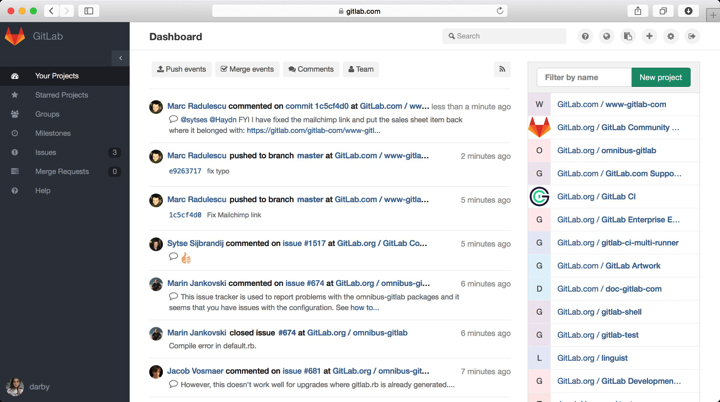 gitlab.com
GitLab
Dashboard
Search
Your Projects
Starred Projects
Groups
Milestones
Issues 3
Merge Requests 0
Help
darby
Push events
Merge events
Comments
Team
Marc Radulescu commented on commit 1c5cf4d0 at GitLab.com / ww... less than a minute ago
@sytses @Haydn FYI I have fixed the mailchimp link and put the sales sheet item back
where it belonged with: https://gitlab.com/gitlab-com/www-gitl...
Marc Radulescu pushed to branch master at GitLab.com / www-gitla... 2 minutes ago
e9263717 fix typo
Marc Radulescu pushed to branch master at GitLab.com / www-gitla... 5 minutes ago
1c5cf4d0 Fix Mailchimp link
Sytse Sijbrandij commented on issue #1517 at GitLab.org / GitLab Co... 5 minutes ago
Marin Jankovski commented on issue #674 at GitLab.org / omnibus-gi... 6 minutes ago
This issue tracker is used to report problems with the omnibus-gitlab packages and it
seems that you have issues with the configuration. See how to...
Marin Jankovski closed issue #674 at GitLab.org / omnibus-gitlab 6 minutes ago
Compile error in default.rb.
Jacob Vosmaer commented on issue #681 at GitLab.org / omnibus-git... 7 minutes ago
However, this doesn't work well for upgrades where gitlab.rb is already generated....
Filter by name
New project
W GitLab.com / www-gitlab-com
GitLab.org / GitLab Community ...
O GitLab.org / omnibus-gitlab
G GitLab.com / GitLab.com Suppo...
GitLab.org / GitLab CI
G GitLab.org / GitLab Enterprise E...
G GitLab.org / gitlab-ci-multi-runner
G GitLab.com / GitLab Artwork
D GitLab.com / doc-gitlab-com
G GitLab.org / gitlab-shell
G GitLab.org / gitlab-test
L GitLab.org / linguist
G GitLab.org / GitLab Developmen...